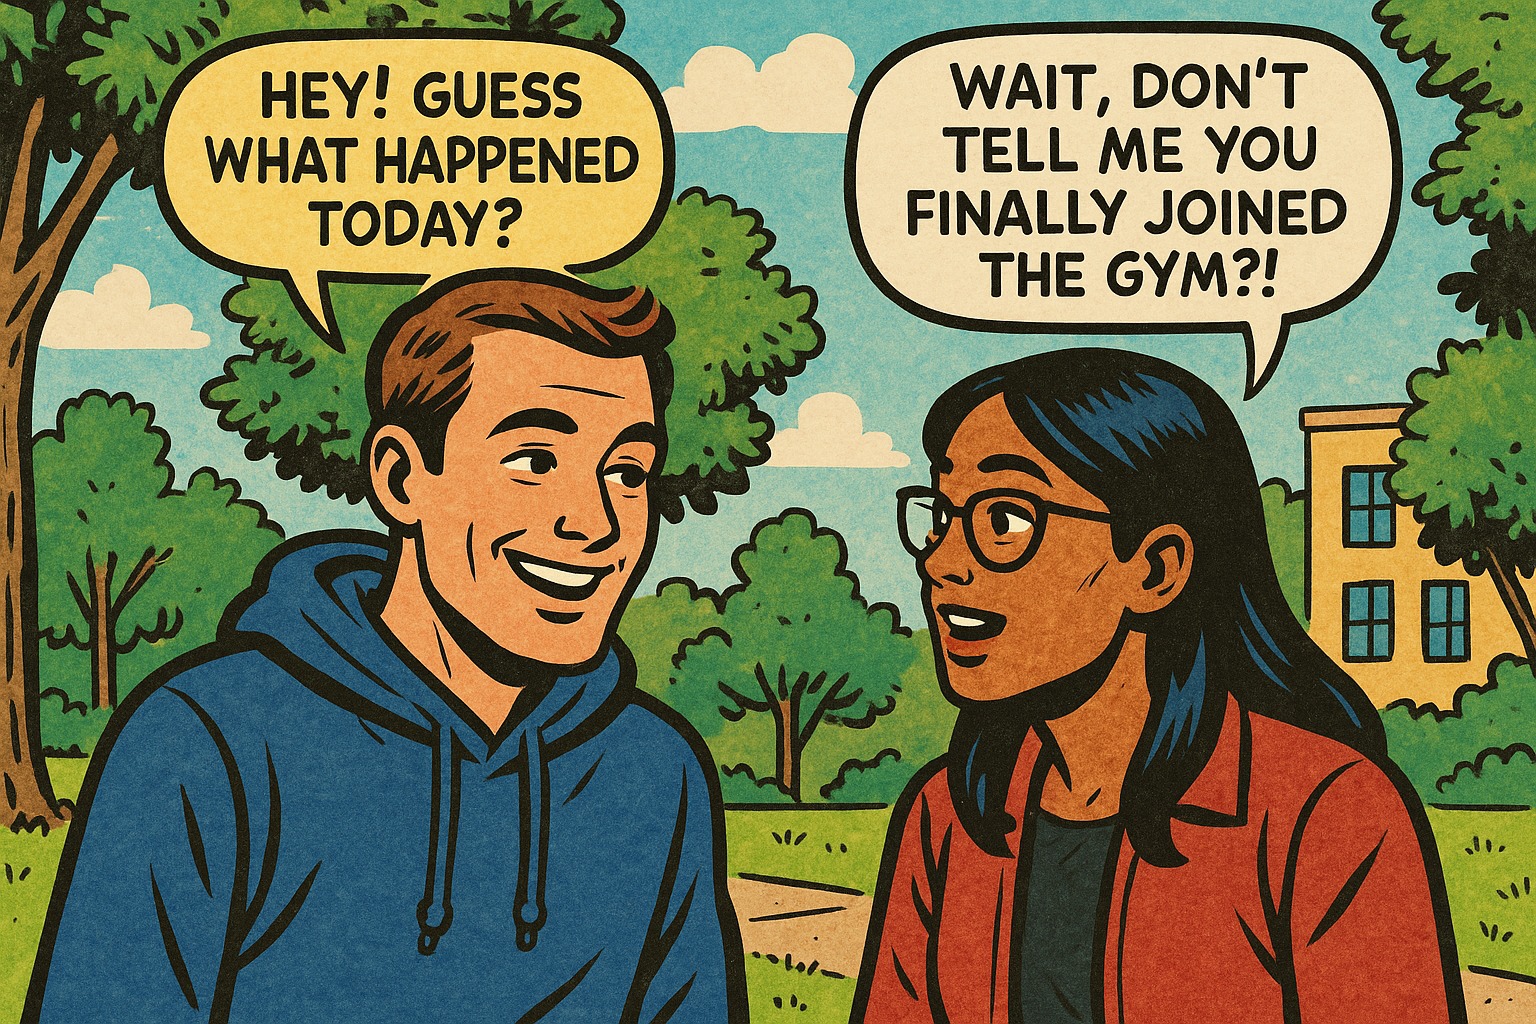 HEY! GUESS
WHAT HAPPENED
TODAY?
WAIT, DON'T
TELL ME YOU
FINALLY JOINED
THE GYM?!